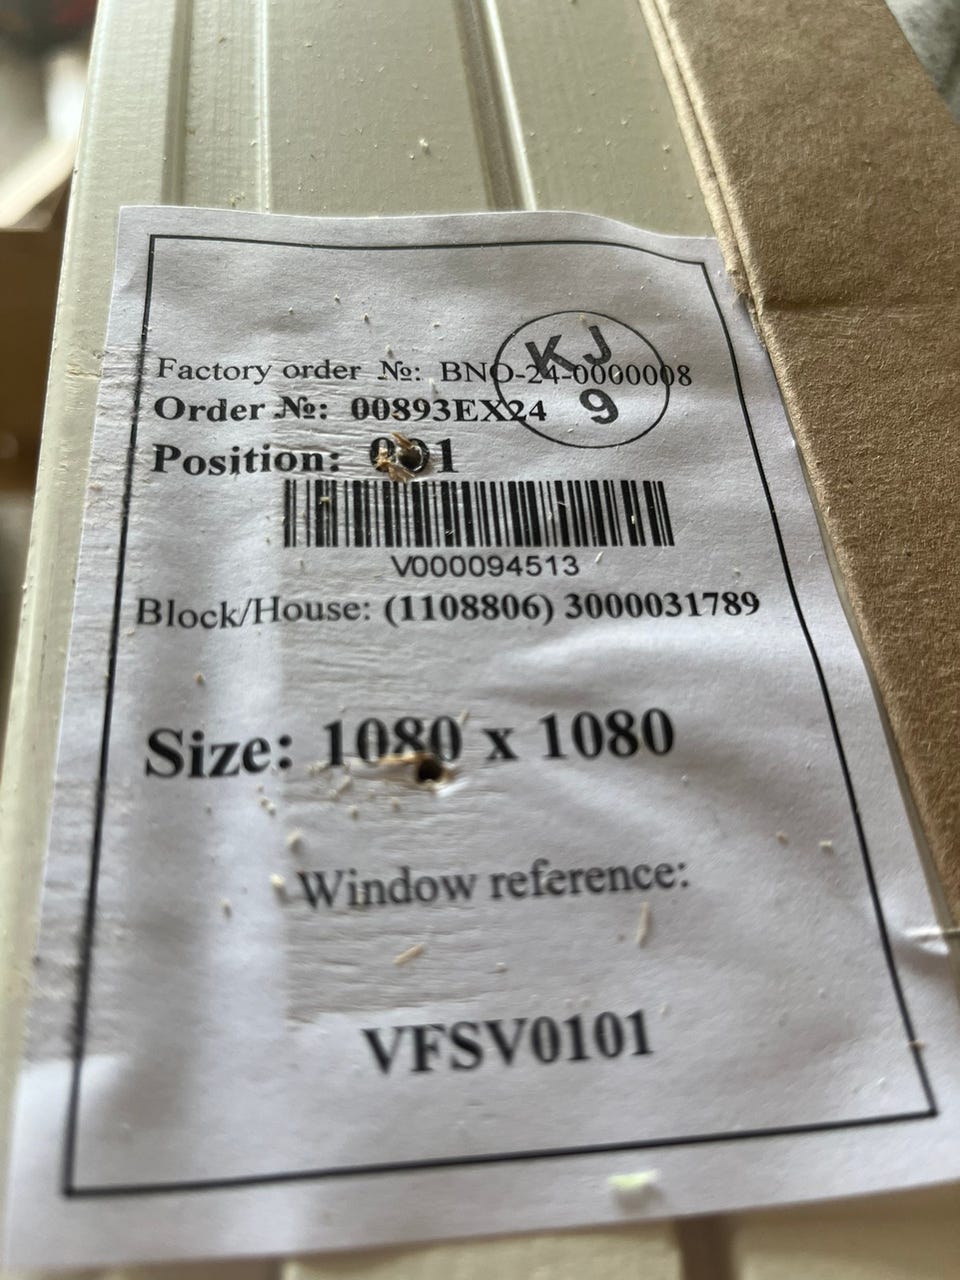 KJ
9
Factory order №: BNO-24-0000008
Order №: 00893EX24
Position: 001
V000094513
Block/House: (1108806) 3000031789
Size: 1080 x 1080
Window reference:
VFSV0101